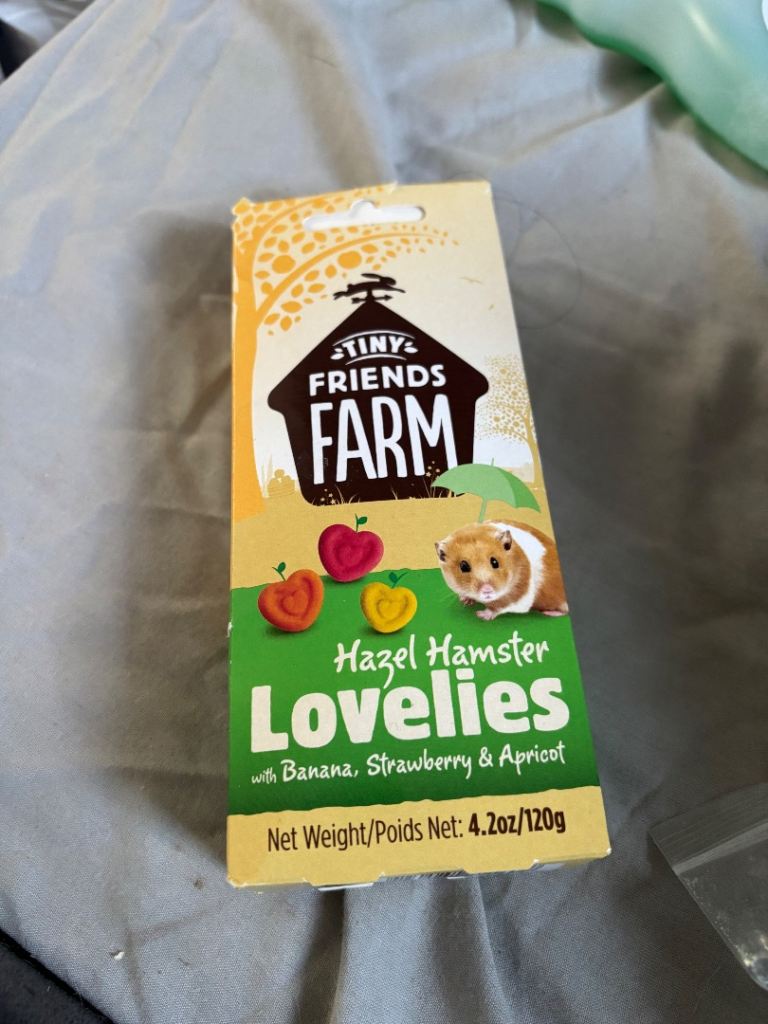 TINY
FRIENDS
FARM
Hazel Hamster
Lovelies
with Banana, Strawberry & Apricot
Net Weight/Poids Net: 4.2oz/120g